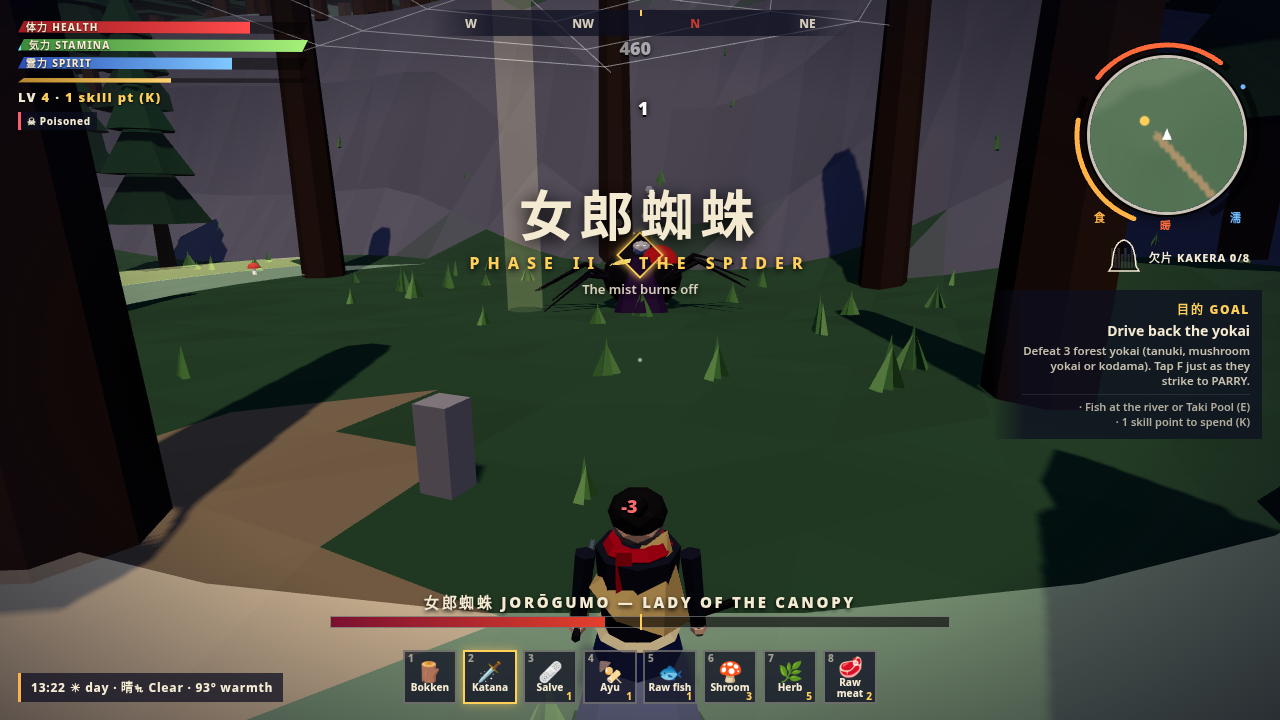 体力 HEALTH
気力 STAMINA
霊力 SPIRIT
LV 4 · 1 skill pt (K)
☠ Poisoned
W NW N NE
460
1
女郎蜘蛛
PHASE II — THE SPIDER
The mist burns off
食 暖 濡
欠片 KAKERA 0/8
目的 GOAL
Drive back the yokai
Defeat 3 forest yokai (tanuki, mushroom
yokai or kodama). Tap F just as they
strike to PARRY.
· Fish at the river or Taki Pool (E)
· 1 skill point to spend (K)
-3
女郎蜘蛛 JORŌGUMO — LADY OF THE CANOPY
1 Bokken
2 Katana
3 Salve 1
4 Ayu 1
5 Raw fish 1
6 Shroom 3
7 Herb 5
8 Raw meat 2
13:22 ☀ day · 晴 Clear · 93° warmth